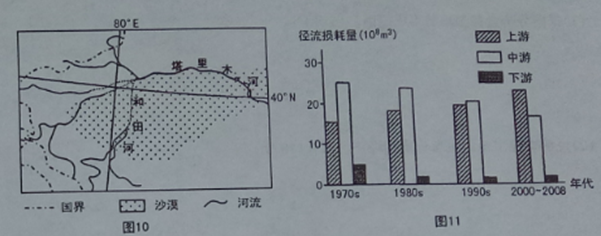 80°E
塔里木河
40°N
和田河
国界 沙漠 河流
图10
径流损耗量(10⁸m³)
上游
中游
下游
30
20
10
0
1970s 1980s 1990s 2000-2008 年代
图11